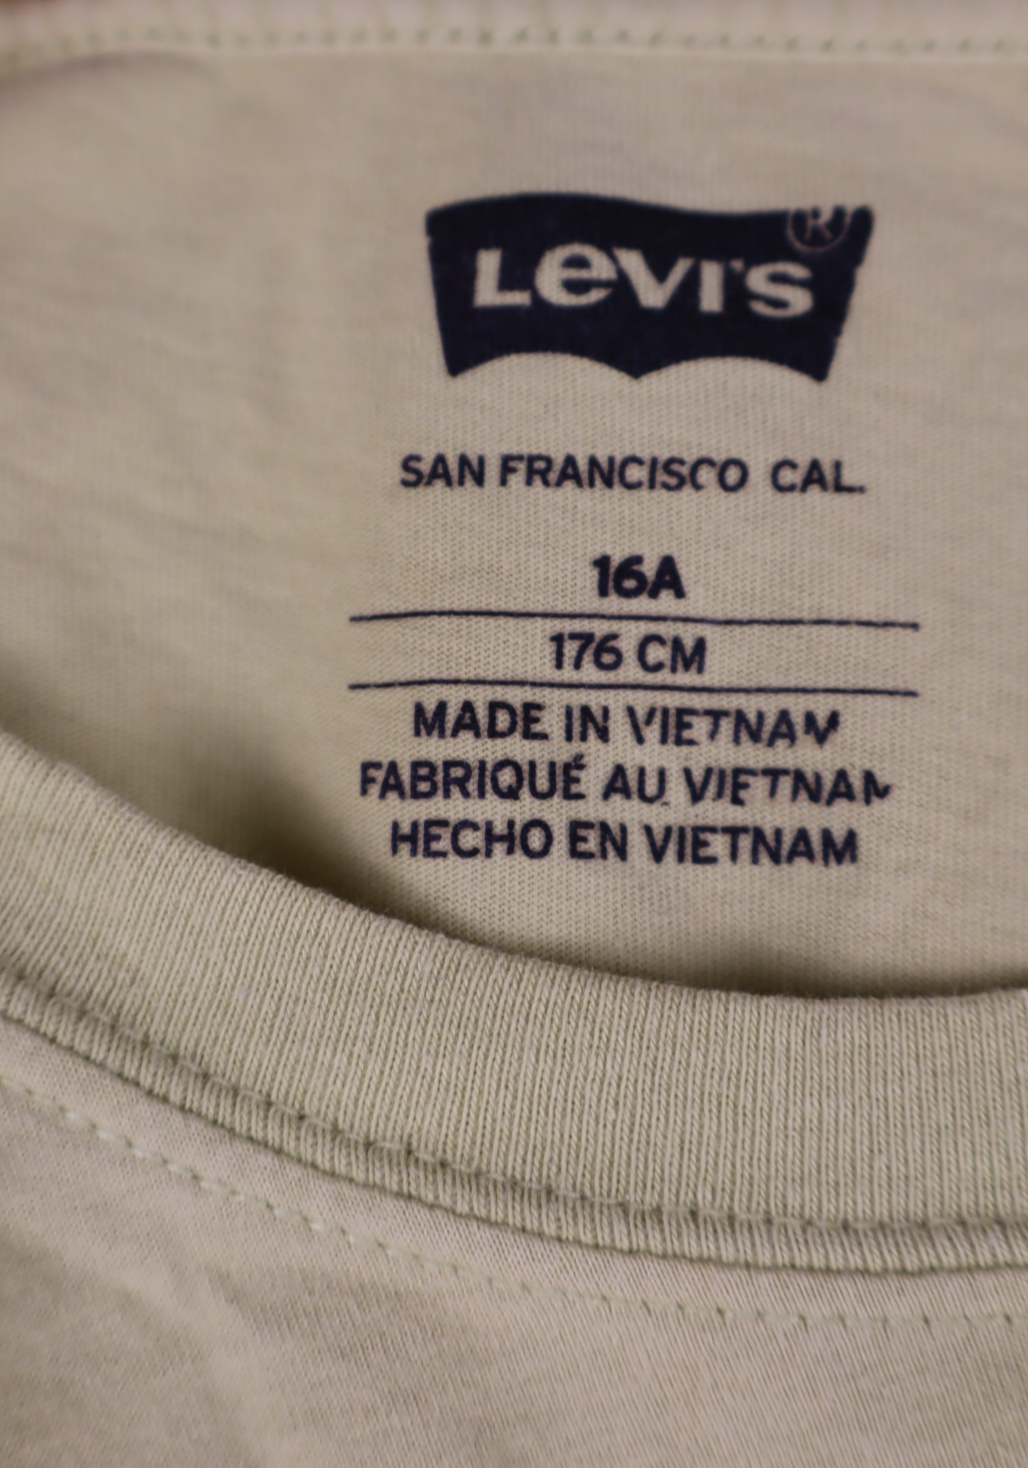 LEVI'S ®
SAN FRANCISCO CAL.
16A
176 CM
MADE IN VIETNAM
FABRIQUÉ AU VIETNAM
HECHO EN VIETNAM